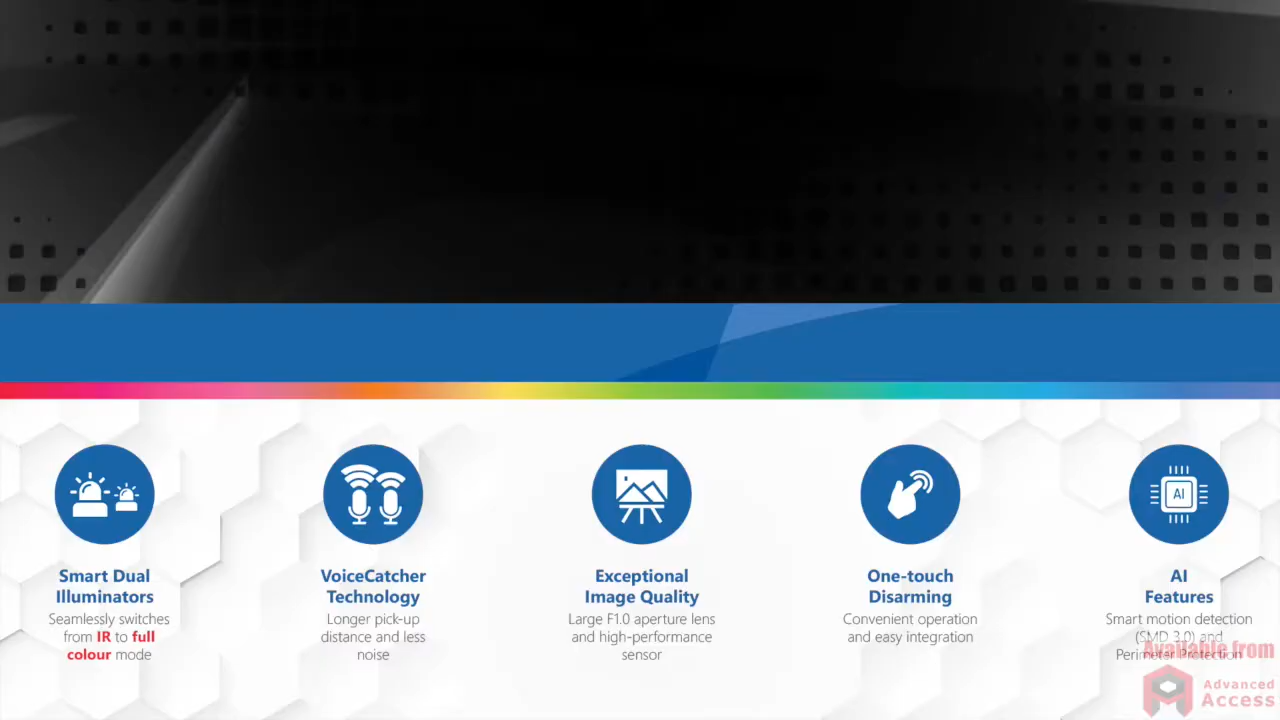 Smart Dual
Illuminators
Seamlessly switches
from IR to full
colour mode
VoiceCatcher
Technology
Longer pick-up
distance and less
noise
Exceptional
Image Quality
Large F1.0 aperture lens
and high-performance
sensor
One-touch
Disarming
Convenient operation
and easy integration
AI
AI
Features
Smart motion detection
(SMD 3.0) and
Perimeter Protection
Available from
Advanced
Access